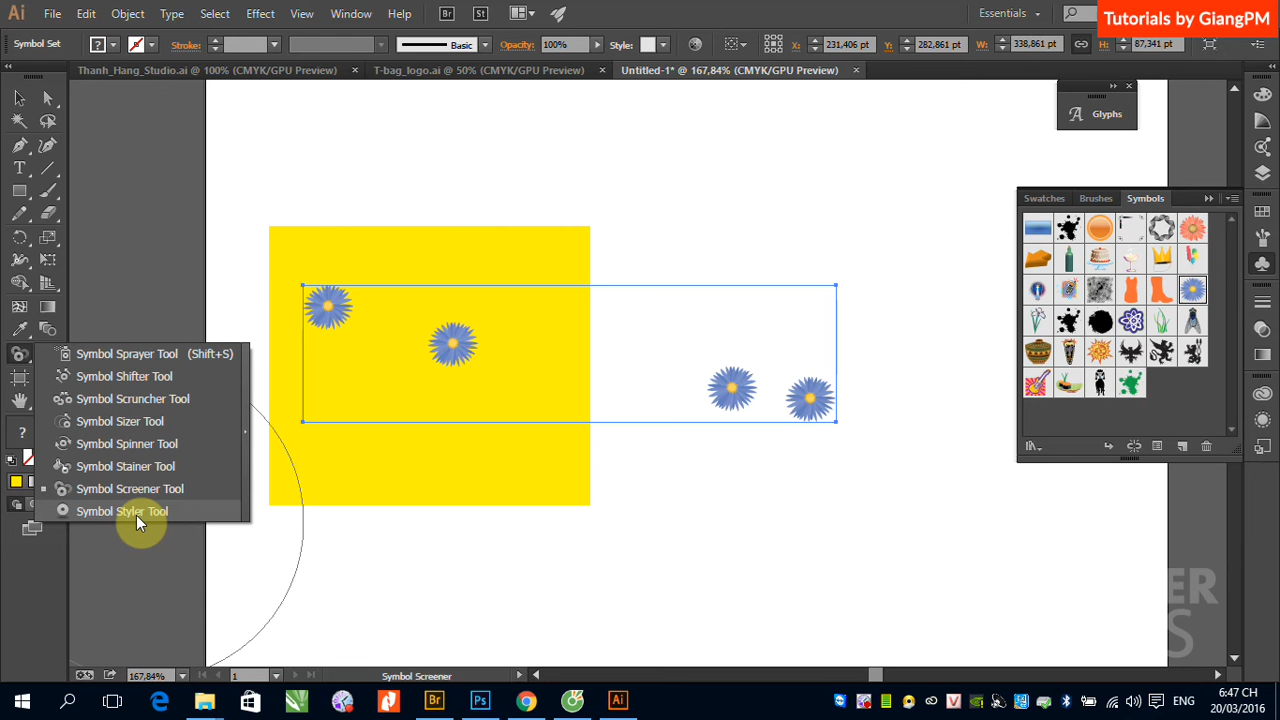 Ai File Edit Object Type Select Effect View Window Help Br St Essentials
Tutorials by GiangPM
Symbol Set ? Stroke: Basic Opacity: 100% Style: X: 231,406 pt Y: 282,861 pt W: 338,861 pt H: 87,341 pt
Thanh_Hang_Studio.ai @ 100% (CMYK/GPU Preview) × T-bag_logo.ai @ 50% (CMYK/GPU Preview) × Untitled-1* @ 167,84% (CMYK/GPU Preview) ×
A Glyphs
Swatches Brushes Symbols
Symbol Sprayer Tool (Shift+S)
Symbol Shifter Tool
Symbol Scruncher Tool
Symbol Sizer Tool
Symbol Spinner Tool
Symbol Stainer Tool
Symbol Screener Tool
Symbol Styler Tool
?
167,84% 1 Symbol Screener
Br Ps Ai
ENG
6:47 CH
20/03/2016